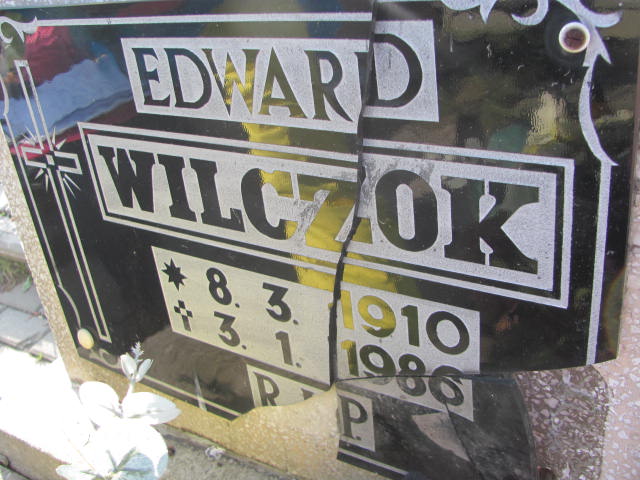 EDWARD
WILCZOK
8. 3. 1910
3. 1. 1986
R.I.P.